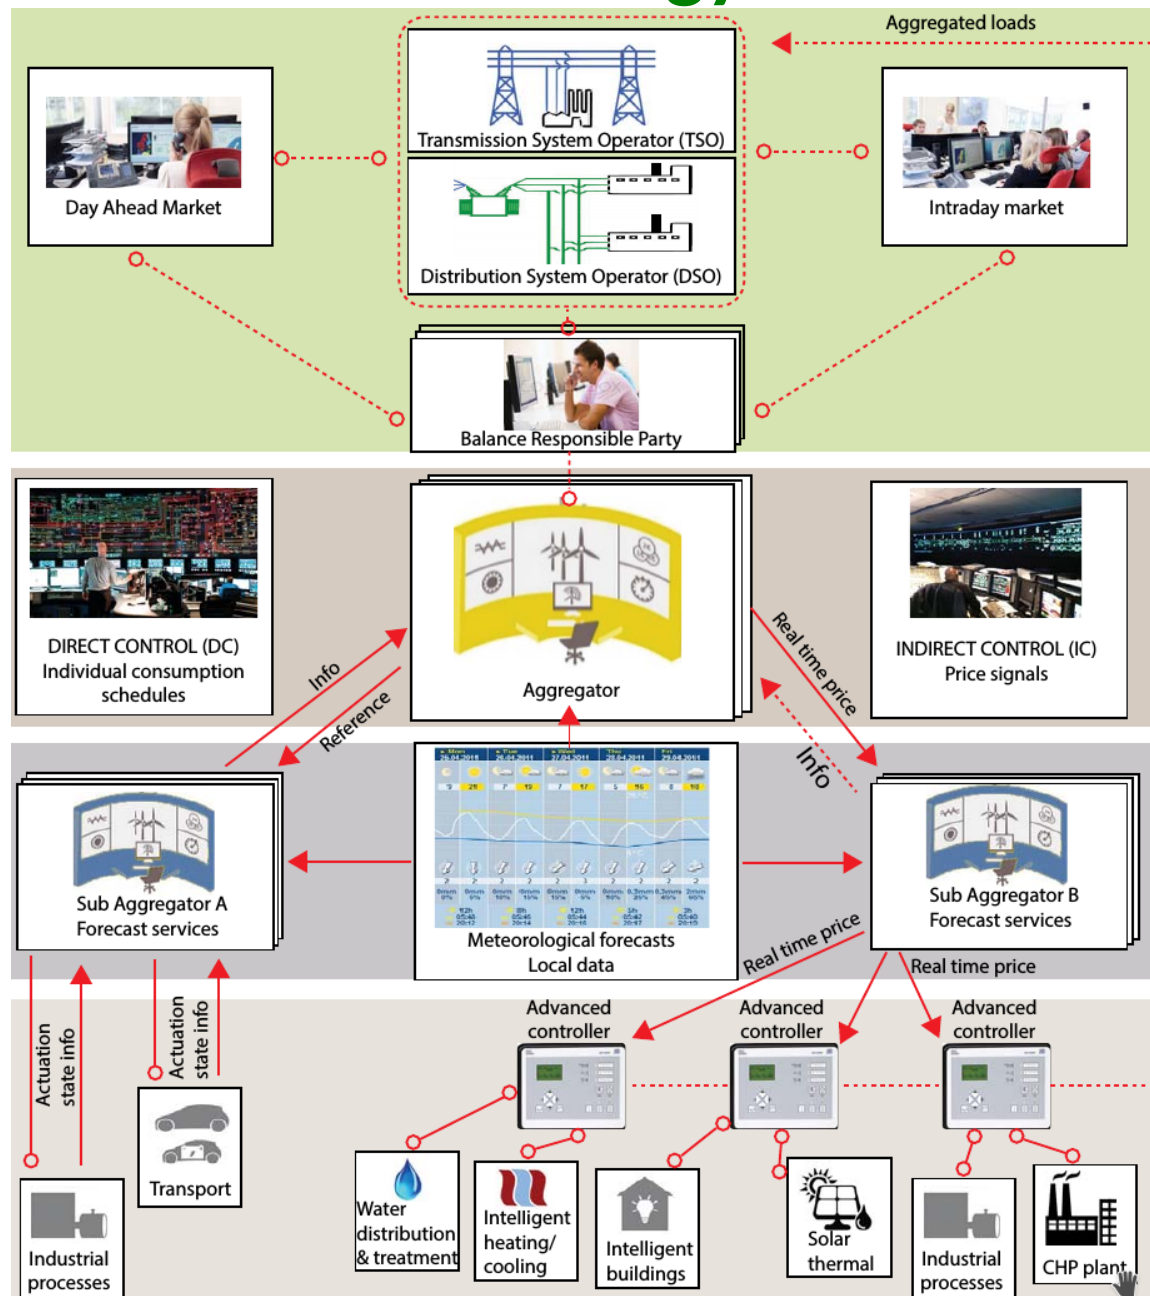 Aggregated loads
Transmission System Operator (TSO)
Day Ahead Market
Intraday market
Distribution System Operator (DSO)
Balance Responsible Party
DIRECT CONTROL (DC)
Individual consumption
schedules
Info
Reference
Aggregator
Real time price
Info
INDIRECT CONTROL (IC)
Price signals
Sub Aggregator A
Forecast services
Meteorological forecasts
Local data
Sub Aggregator B
Forecast services
Real time price
Real time price
Actuation
state info
Actuation
state info
Advanced
controller
Advanced
controller
Advanced
controller
Transport
Industrial
processes
Water
distribution
& treatment
Intelligent
heating/
cooling
Intelligent
buildings
Solar
thermal
Industrial
processes
CHP plant